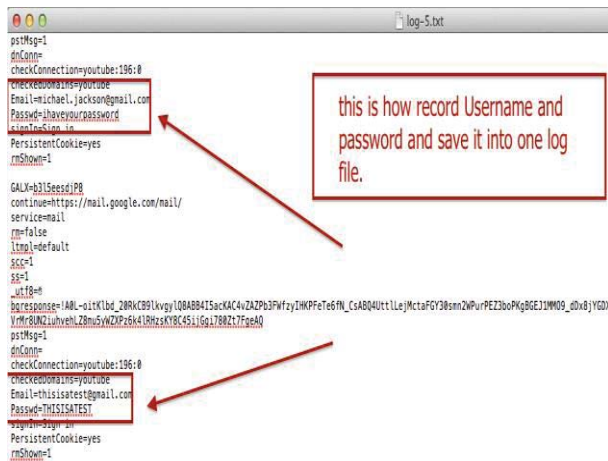 log-5.txt
pstMsg=1
dnConn=
checkConnection=youtube:196:0
checkedDomains=youtube
Email=michael.jackson@gmail.com
Passwd=ihaveyourpassword
signIn=Sign in
PersistentCookie=yes
rmShown=1
this is how record Username and
password and save it into one log
file.
GALX=b3l5eesdjP8
continue=https://mail.google.com/mail/
service=mail
rm=false
ltmpl=default
scc=1
ss=1
pstMsg=1
dnConn=
checkConnection=youtube:196:0
checkedDomains=youtube
Email=thisisatest@gmail.com
Passwd=THISISATEST
signIn=Sign in
PersistentCookie=yes
rmShown=1